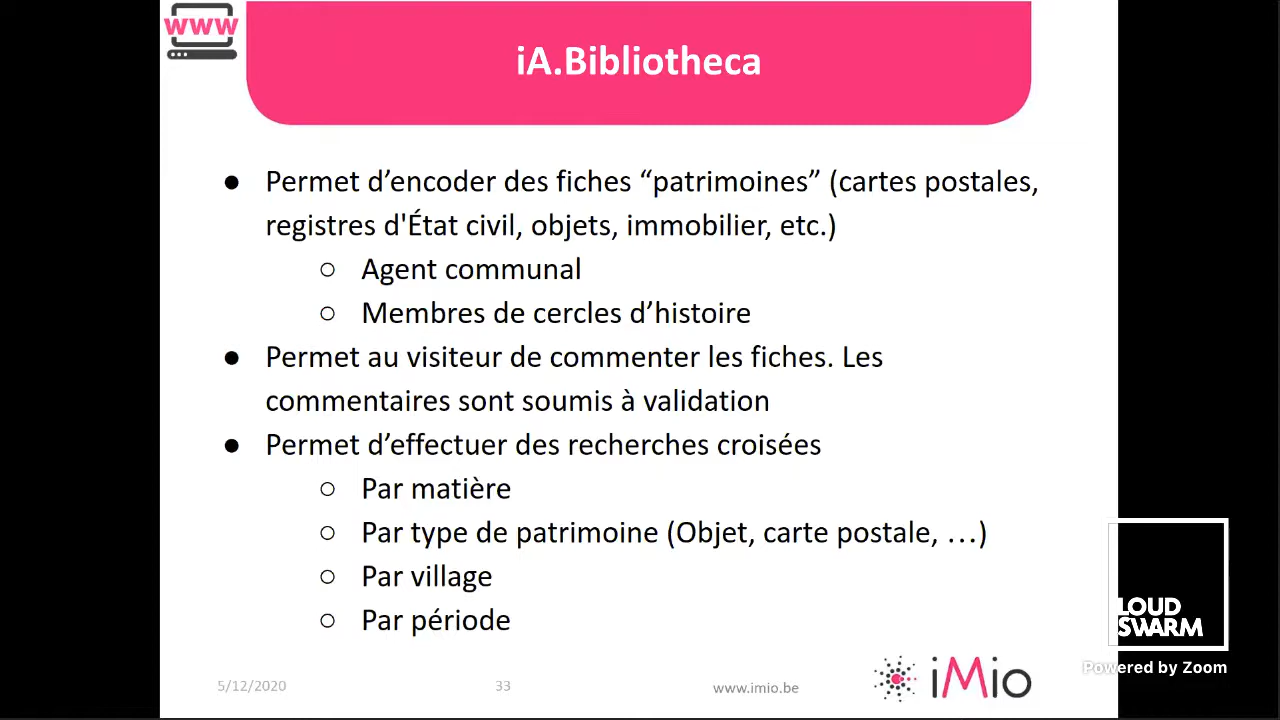 www
iA.Bibliotheca
● Permet d’encoder des fiches “patrimoines” (cartes postales,
registres d'État civil, objets, immobilier, etc.)
○ Agent communal
○ Membres de cercles d’histoire
● Permet au visiteur de commenter les fiches. Les
commentaires sont soumis à validation
● Permet d’effectuer des recherches croisées
○ Par matière
○ Par type de patrimoine (Objet, carte postale, …)
○ Par village
○ Par période
LOUD
SWARM
Powered by Zoom
5/12/2020
33
www.imio.be
iMio